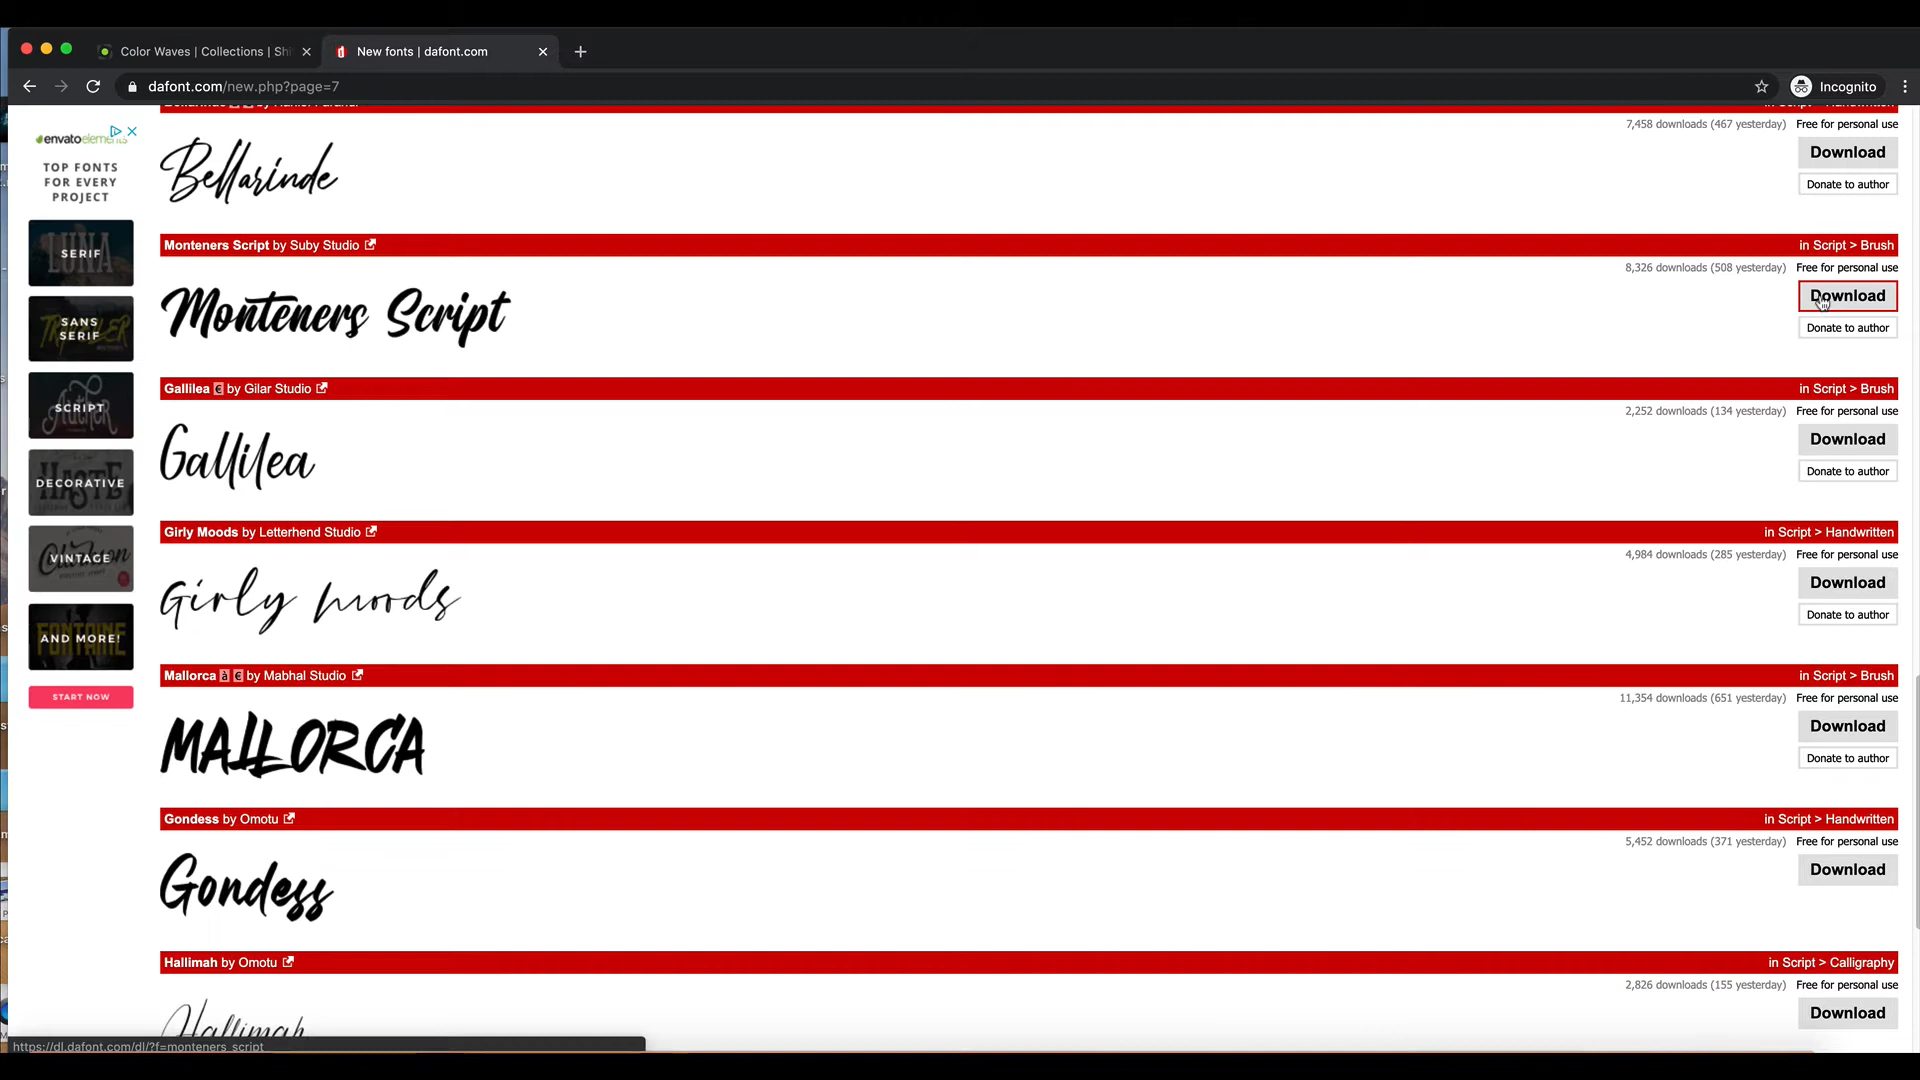 Color Waves | Collections | Sh
New fonts | dafont.com
dafont.com/new.php?page=7
Incognito
envatoelements
TOP FONTS
FOR EVERY
PROJECT
SERIF
SANS
SERIF
SCRIPT
DECORATIVE
VINTAGE
AND MORE!
START NOW
7,458 downloads (467 yesterday) Free for personal use
Bellarinde
Download
Donate to author
Monteners Script by Suby Studio in Script > Brush
8,326 downloads (508 yesterday) Free for personal use
Monteners Script
Download
Donate to author
Gallilea € by Gilar Studio in Script > Brush
2,252 downloads (134 yesterday) Free for personal use
Gallilea
Download
Donate to author
Girly Moods by Letterhend Studio in Script > Handwritten
4,984 downloads (285 yesterday) Free for personal use
Girly Moods
Download
Donate to author
Mallorca à € by Mabhal Studio in Script > Brush
11,354 downloads (651 yesterday) Free for personal use
MALLORCA
Download
Donate to author
Gondess by Omotu in Script > Handwritten
5,452 downloads (371 yesterday) Free for personal use
Gondess
Download
Hallimah by Omotu in Script > Calligraphy
2,826 downloads (155 yesterday) Free for personal use
Hallimah
Download
https://dl.dafont.com/dl/?f=monteners_script